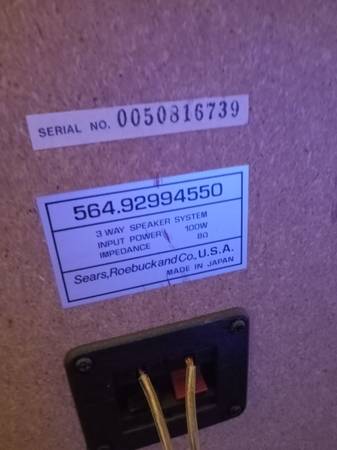 SERIAL NO. 0050816739
564.92994550
3 WAY SPEAKER SYSTEM
INPUT POWER 100W
IMPEDANCE 8Ω
Sears,Roebuck and Co., U.S.A.
MADE IN JAPAN